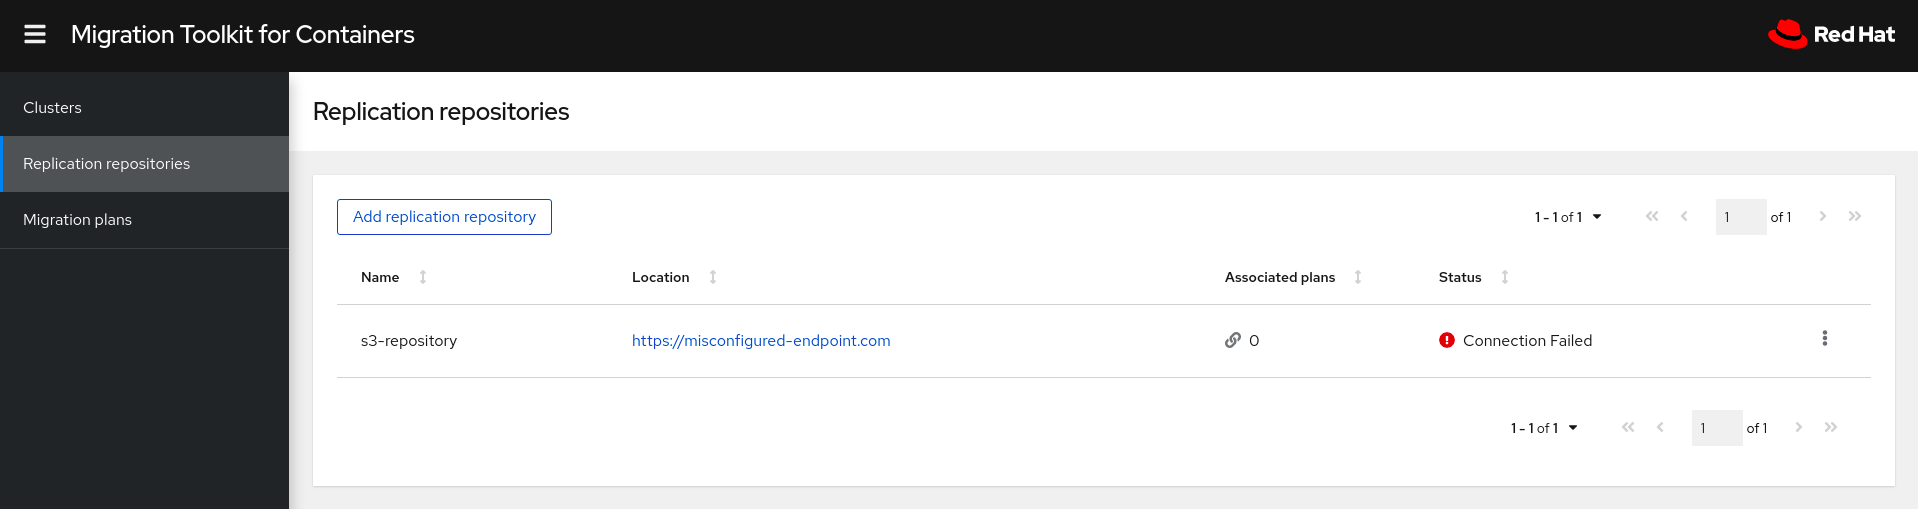 Migration Toolkit for Containers
Red Hat
Clusters
Replication repositories
Migration plans
Replication repositories
Add replication repository
1 - 1 of 1
1 of 1
Name Location Associated plans Status
s3-repository https://misconfigured-endpoint.com 0 Connection Failed
1 - 1 of 1
1 of 1